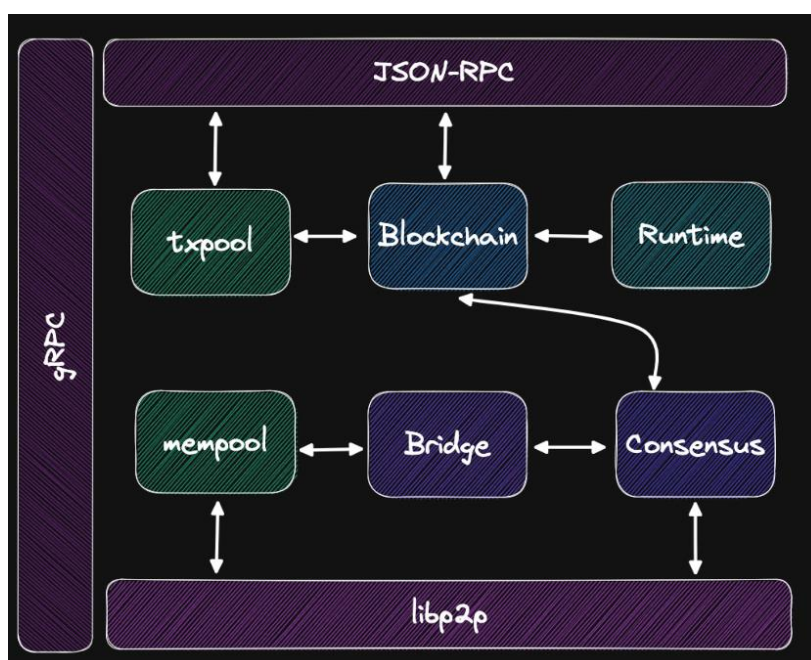 JSON-RPC
gRPC
txpool
Blockchain
Runtime
mempool
Bridge
Consensus
libp2p